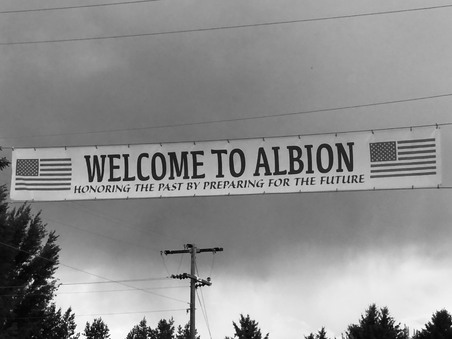 WELCOME TO ALBION
HONORING THE PAST BY PREPARING FOR THE FUTURE